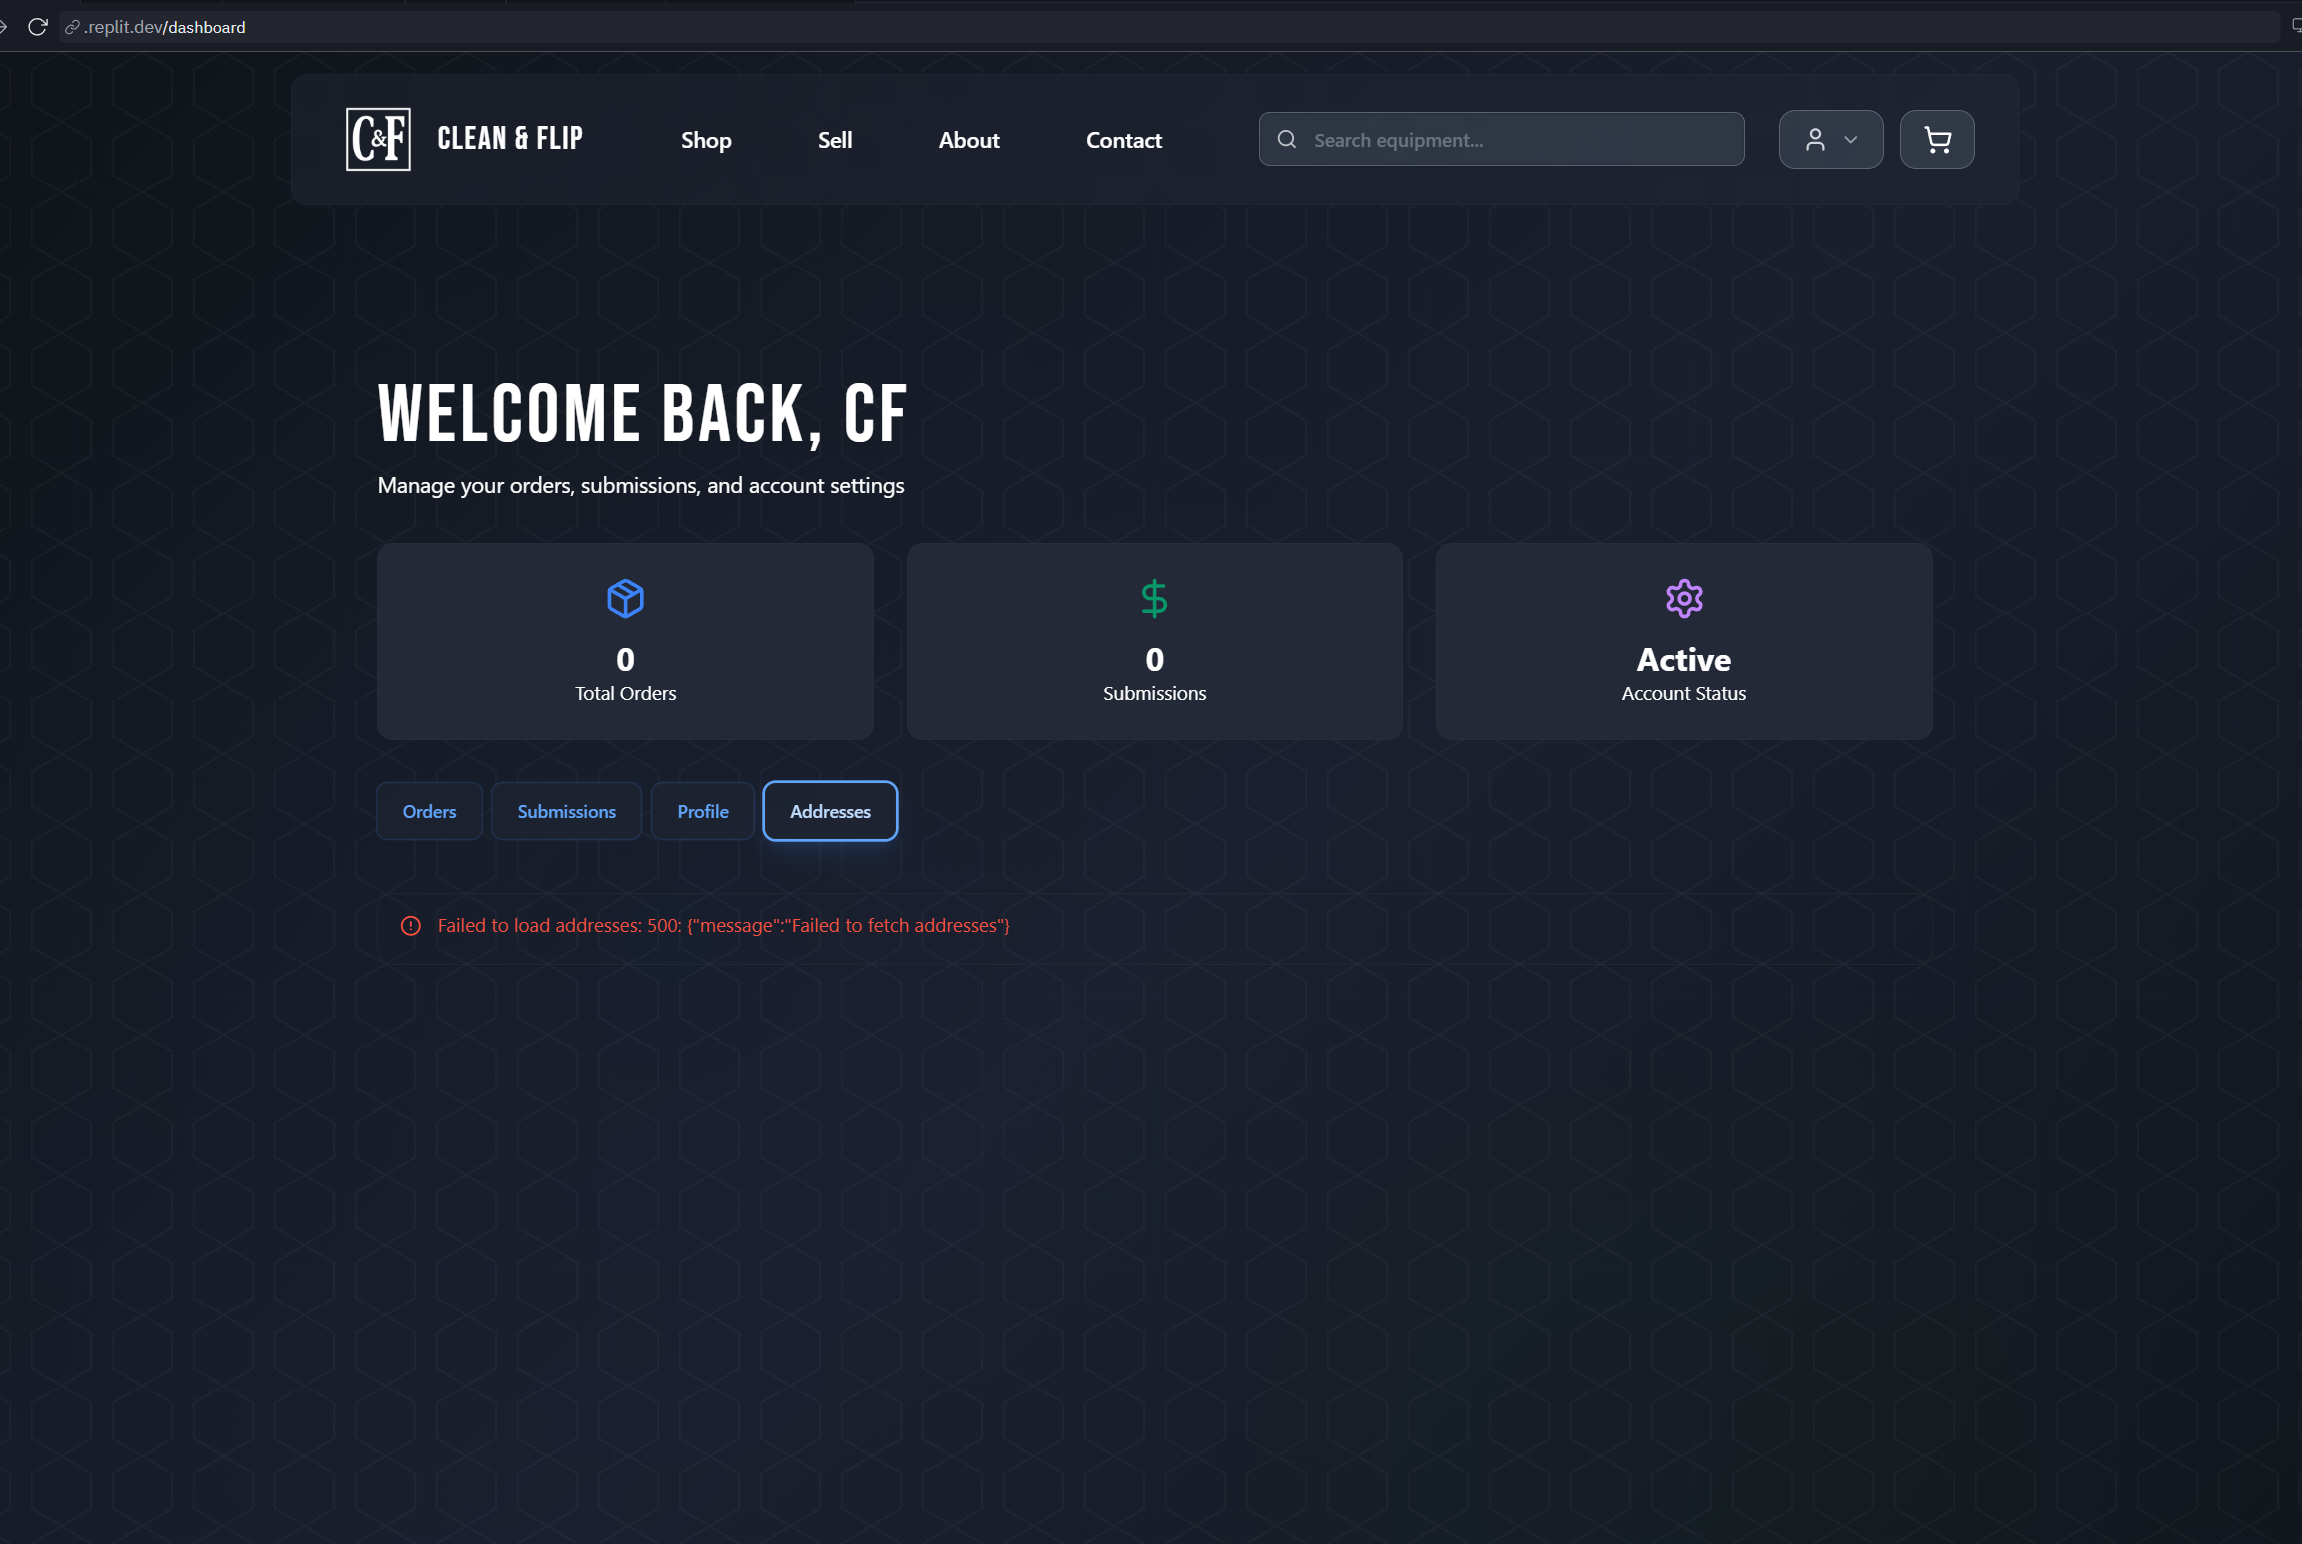 .replit.dev/dashboard
C&F CLEAN & FLIP Shop Sell About Contact Search equipment...
WELCOME BACK, CF
Manage your orders, submissions, and account settings
0
Total Orders
0
Submissions
Active
Account Status
Orders Submissions Profile Addresses
Failed to load addresses: 500: {"message":"Failed to fetch addresses"}